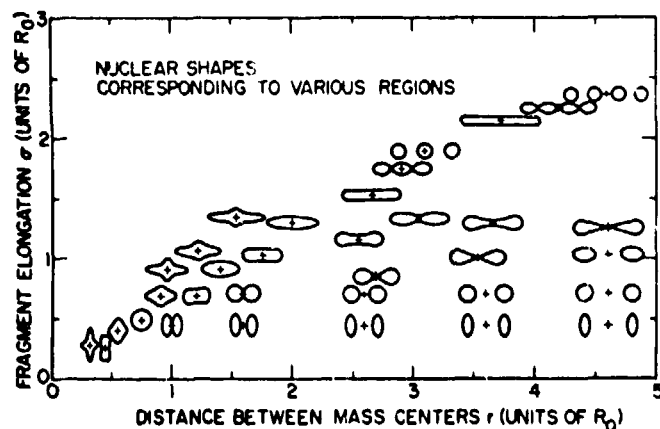 FRAGMENT ELONGATION σ (UNITS OF R0)
3
2
1
0
NUCLEAR SHAPES
CORRESPONDING TO VARIOUS REGIONS
0 1 2 3 4 5
DISTANCE BETWEEN MASS CENTERS r (UNITS OF R0)